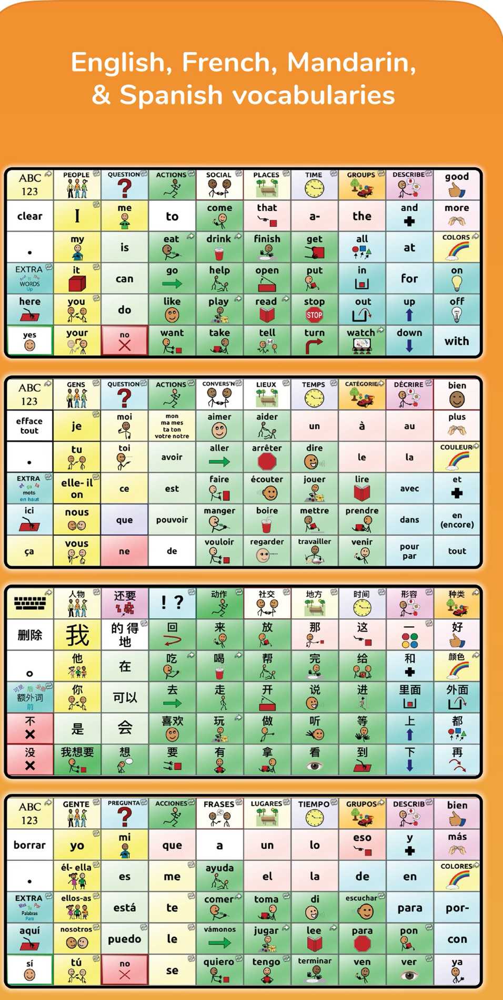 English, French, Mandarin,
& Spanish vocabularies
ABC 123 PEOPLE QUESTION ACTIONS SOCIAL PLACES TIME GROUPS DESCRIBE good
clear I me to come that a- the and more
. my is eat drink finish get all at COLORS
EXTRA And It The WORDS Up it can go help open put in for on
here you do like play read stop STOP out up off
yes your no want take tell turn watch down with
ABC 123 GENS QUESTION ACTIONS CONVERS'N LIEUX TEMPS CATÉGORIE DÉCRIRE bien
efface tout je moi mon ma mes ta ton votre notre aimer aider un à au plus
. tu toi avoir aller arrêter dire le la COULEUR
EXTRA et ça la mots en haut elle- il on ce est faire écouter jouer lire avec et
ici nous que pouvoir manger boire mettre prendre dans en (encore)
ça vous ne de vouloir regarder travailler venir pour par tout
人物 还要 ! ? 动作 社交 地方 时间 形容 种类
删除 我 的 得 地 回 来 放 那 这 一 好
。 他 在 吃 喝 帮 完 给 和 颜色
可是 后 全部 额外词 前 你 可以 去 走 开 说 进 里面 外面
不 是 会 喜欢 玩 做 听 等 上 都
没 我想要 想 要 有 拿 看 到 下 再
ABC 123 GENTE PREGUNTA ACCIONES FRASES LUGARES TIEMPO GRUPOS DESCRIB bien
borrar yo mi que a un lo eso y más
. él- ella es me ayuda el la de en COLORES
EXTRA Mas Tu Por Palabras Para ellos-as está te comer toma di escuchar para por-
aquí nosotros puedo le vámonos jugar lee para pon con
sí tú no se quiero tengo terminar ven ver ya